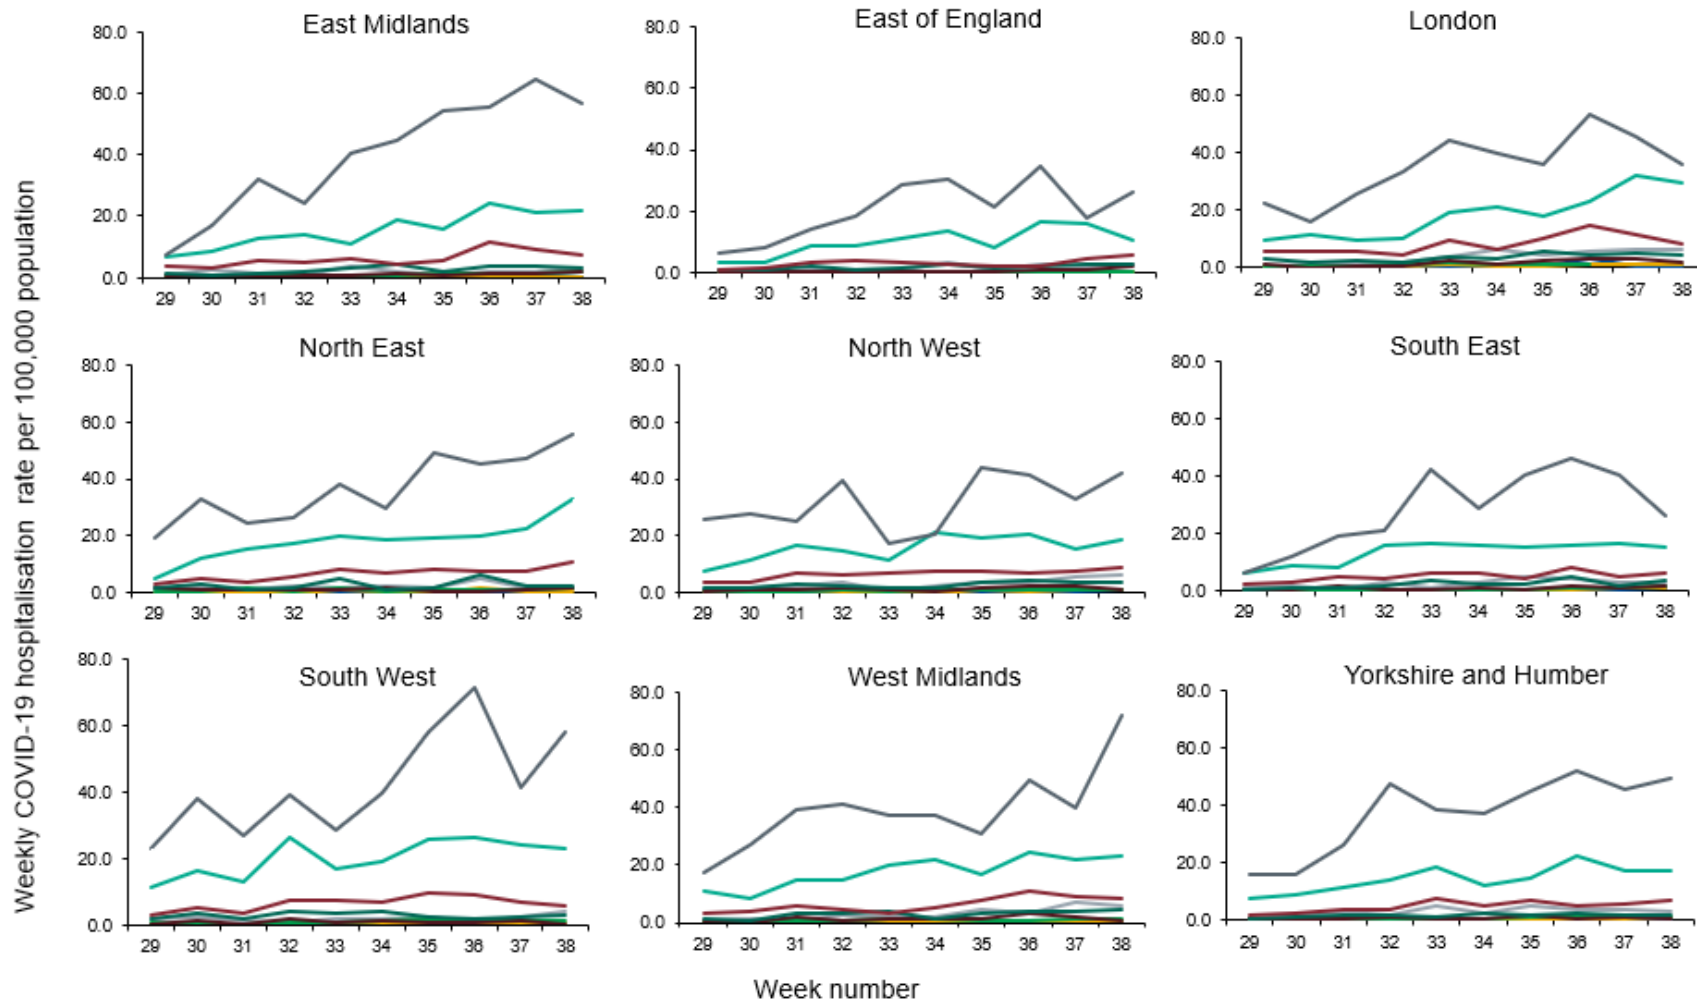 Weekly COVID-19 hospitalisation rate per 100,000 population
East Midlands
80.0
60.0
40.0
20.0
0.0
29 30 31 32 33 34 35 36 37 38
East of England
80.0
60.0
40.0
20.0
0.0
29 30 31 32 33 34 35 36 37 38
London
80.0
60.0
40.0
20.0
0.0
29 30 31 32 33 34 35 36 37 38
North East
80.0
60.0
40.0
20.0
0.0
29 30 31 32 33 34 35 36 37 38
North West
80.0
60.0
40.0
20.0
0.0
29 30 31 32 33 34 35 36 37 38
South East
80.0
60.0
40.0
20.0
0.0
29 30 31 32 33 34 35 36 37 38
South West
80.0
60.0
40.0
20.0
0.0
29 30 31 32 33 34 35 36 37 38
West Midlands
80.0
60.0
40.0
20.0
0.0
29 30 31 32 33 34 35 36 37 38
Yorkshire and Humber
80.0
60.0
40.0
20.0
0.0
29 30 31 32 33 34 35 36 37 38
Week number